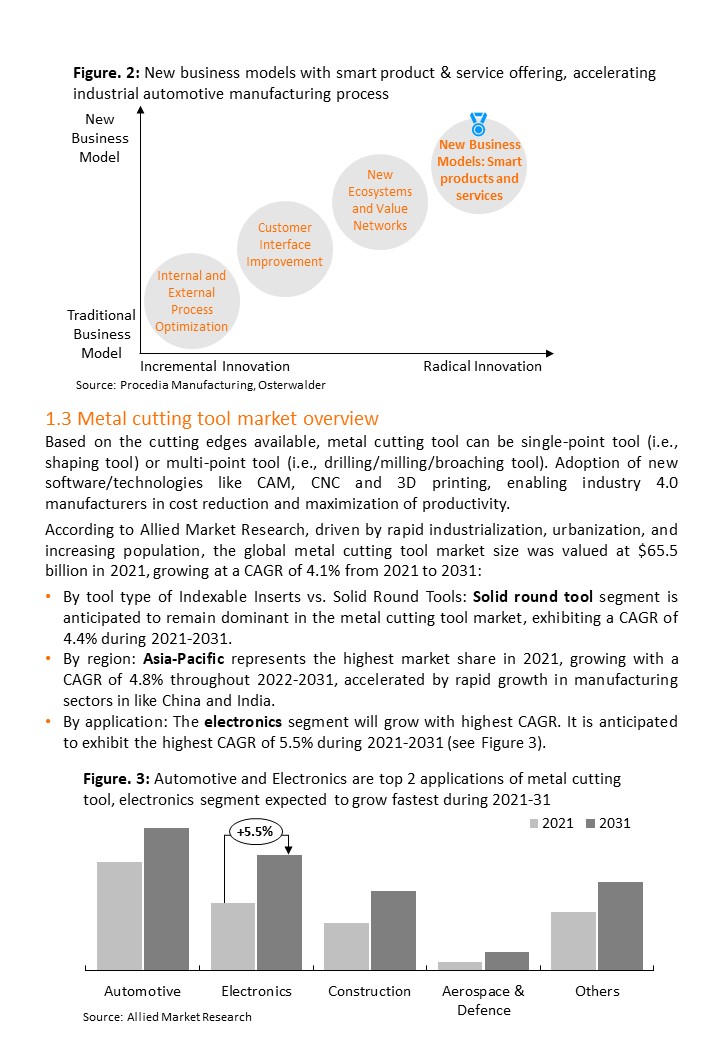 Figure. 2: New business models with smart product & service offering, accelerating
industrial automotive manufacturing process
New
Business
Model
New Business
Models: Smart
products and
services
New
Ecosystems
and Value
Networks
Customer
Interface
Improvement
Internal and
External
Process
Optimization
Traditional
Business
Model
Incremental Innovation
Radical Innovation
Source: Procedia Manufacturing, Osterwalder
1.3 Metal cutting tool market overview
Based on the cutting edges available, metal cutting tool can be single-point tool (i.e.,
shaping tool) or multi-point tool (i.e., drilling/milling/broaching tool). Adoption of new
software/technologies like CAM, CNC and 3D printing, enabling industry 4.0
manufacturers in cost reduction and maximization of productivity.
According to Allied Market Research, driven by rapid industrialization, urbanization, and
increasing population, the global metal cutting tool market size was valued at $65.5
billion in 2021, growing at a CAGR of 4.1% from 2021 to 2031:
• By tool type of Indexable Inserts vs. Solid Round Tools: Solid round tool segment is
anticipated to remain dominant in the metal cutting tool market, exhibiting a CAGR of
4.4% during 2021-2031.
• By region: Asia-Pacific represents the highest market share in 2021, growing with a
CAGR of 4.8% throughout 2022-2031, accelerated by rapid growth in manufacturing
sectors in like China and India.
• By application: The electronics segment will grow with highest CAGR. It is anticipated
to exhibit the highest CAGR of 5.5% during 2021-2031 (see Figure 3).
Figure. 3: Automotive and Electronics are top 2 applications of metal cutting
tool, electronics segment expected to grow fastest during 2021-31
2021 2031
+5.5%
Automotive
Electronics
Construction
Aerospace &
Defence
Others
Source: Allied Market Research